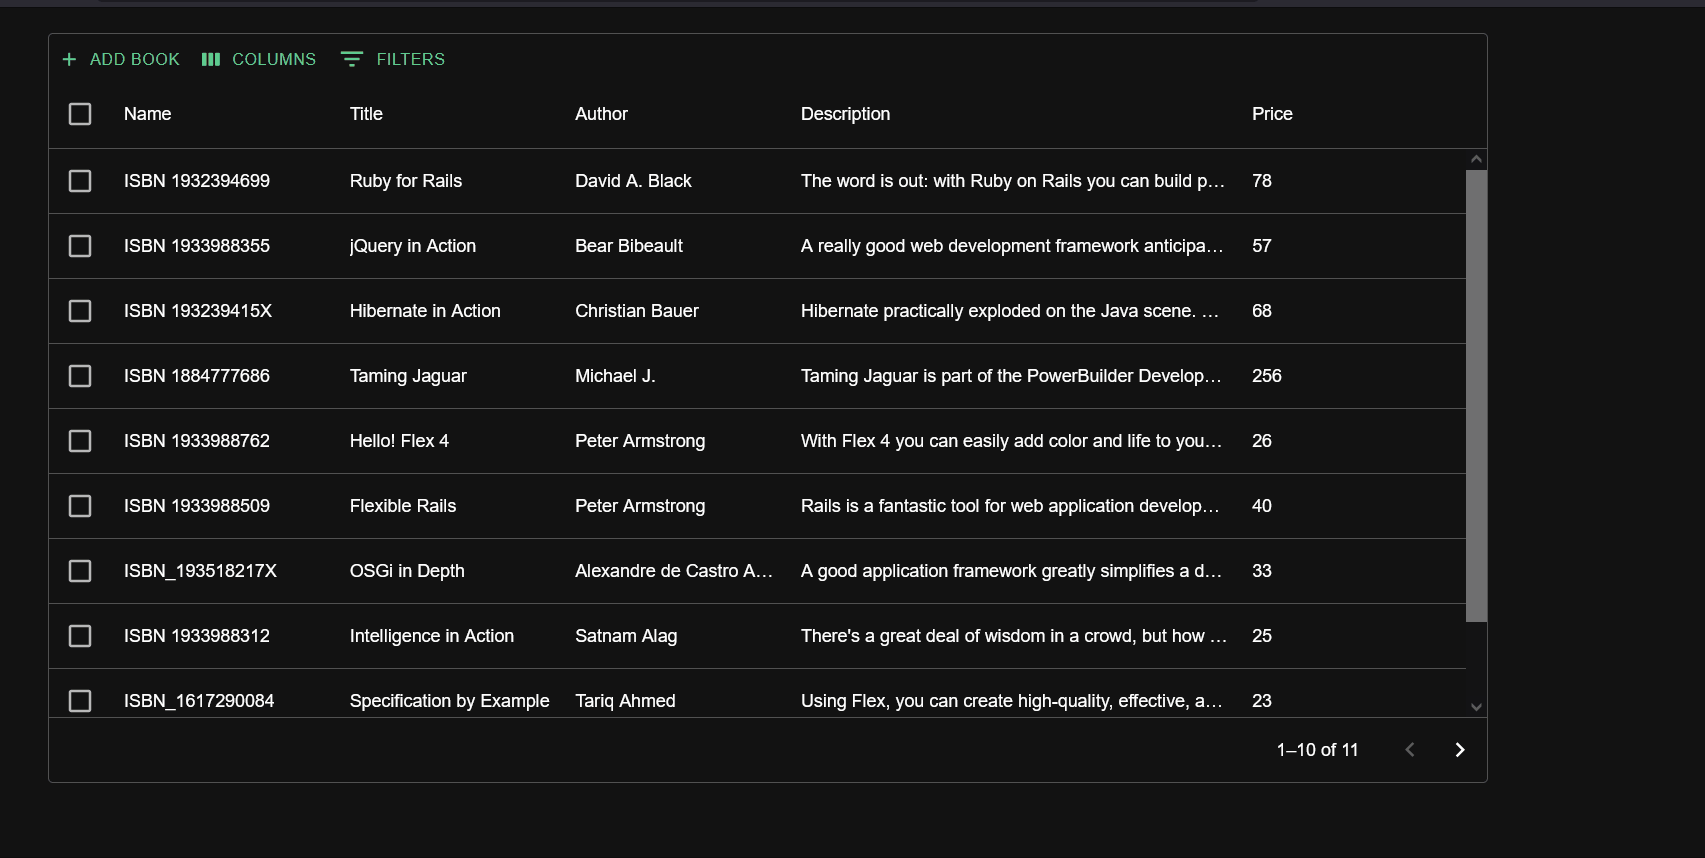 + ADD BOOK COLUMNS FILTERS
Name Title Author Description Price
ISBN 1932394699 Ruby for Rails David A. Black The word is out: with Ruby on Rails you can build p... 78
ISBN 1933988355 jQuery in Action Bear Bibeault A really good web development framework anticipa... 57
ISBN 193239415X Hibernate in Action Christian Bauer Hibernate practically exploded on the Java scene. ... 68
ISBN 1884777686 Taming Jaguar Michael J. Taming Jaguar is part of the PowerBuilder Develop... 256
ISBN 1933988762 Hello! Flex 4 Peter Armstrong With Flex 4 you can easily add color and life to you... 26
ISBN 1933988509 Flexible Rails Peter Armstrong Rails is a fantastic tool for web application develop... 40
ISBN_193518217X OSGi in Depth Alexandre de Castro A... A good application framework greatly simplifies a d... 33
ISBN 1933988312 Intelligence in Action Satnam Alag There's a great deal of wisdom in a crowd, but how ... 25
ISBN_1617290084 Specification by Example Tariq Ahmed Using Flex, you can create high-quality, effective, a... 23
1–10 of 11